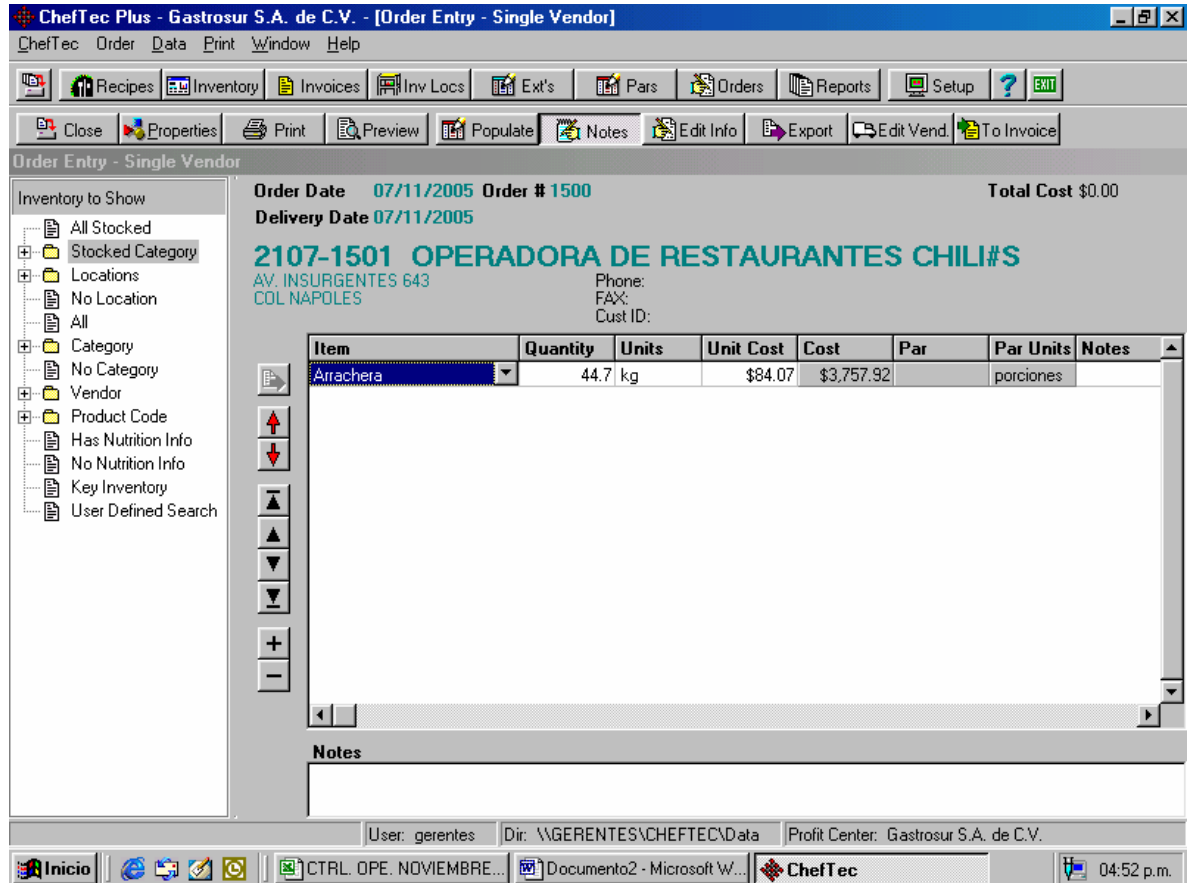 ChefTec Plus - Gastrosur S.A. de C.V. - [Order Entry - Single Vendor]
ChefTec Order Data Print Window Help
Recipes Inventory Invoices Inv Locs Ext's Pars Orders Reports Setup ? EXIT
Close Properties Print Preview Populate Notes Edit Info Export Edit Vend. To Invoice
Order Entry - Single Vendor
Inventory to Show
All Stocked
Stocked Category
Locations
No Location
All
Category
No Category
Vendor
Product Code
Has Nutrition Info
No Nutrition Info
Key Inventory
User Defined Search
Order Date 07/11/2005 Order # 1500 Total Cost $0.00
Delivery Date 07/11/2005
2107-1501 OPERADORA DE RESTAURANTES CHILI#S
AV. INSURGENTES 643 Phone:
COL NAPOLES FAX:
Cust ID:
Item Quantity Units Unit Cost Cost Par Par Units Notes
Arrachera 44.7 kg $84.07 $3,757.92 porciones
Notes
User: gerentes Dir: \\GERENTES\CHEFTEC\Data Profit Center: Gastrosur S.A. de C.V.
Inicio CTRL. OPE. NOVIEMBRE... Documento2 - Microsoft W... ChefTec 04:52 p.m.